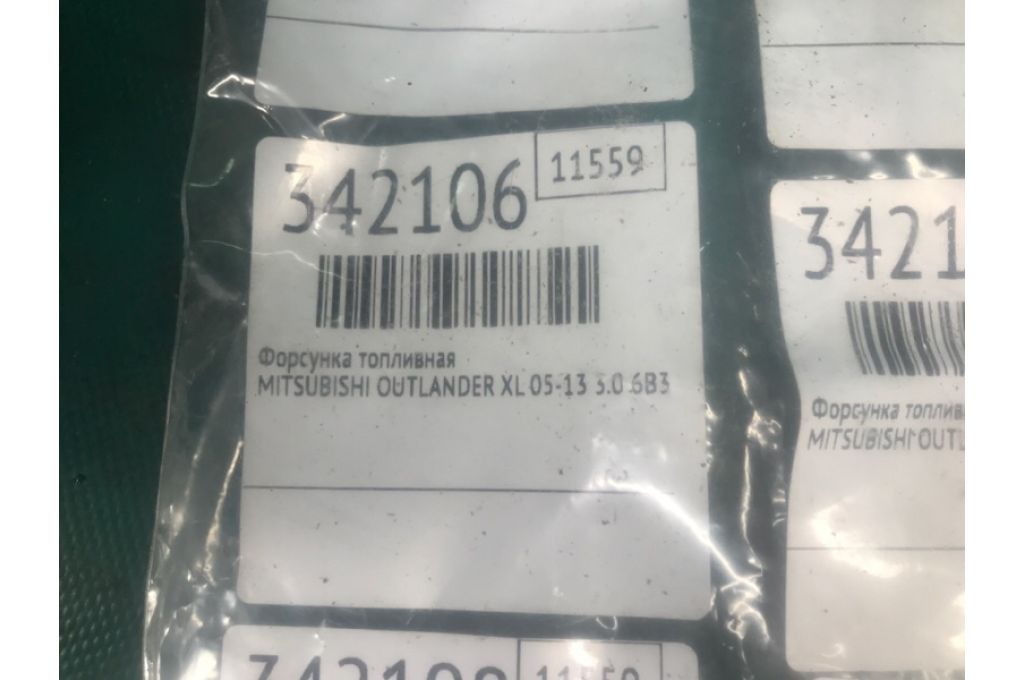 342106
11559
Форсунка топливная
MITSUBISHI OUTLANDER XL 05-13 3.0 6B3
3421
Форсунка топлив
MITSUBISHI OUTL